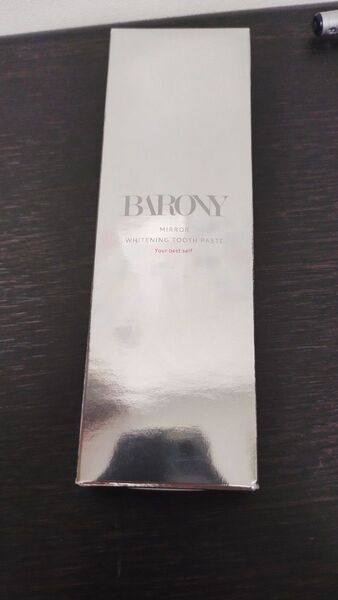 BARONY
MIRROR
WHITENING TOOTH PASTE
Your best self